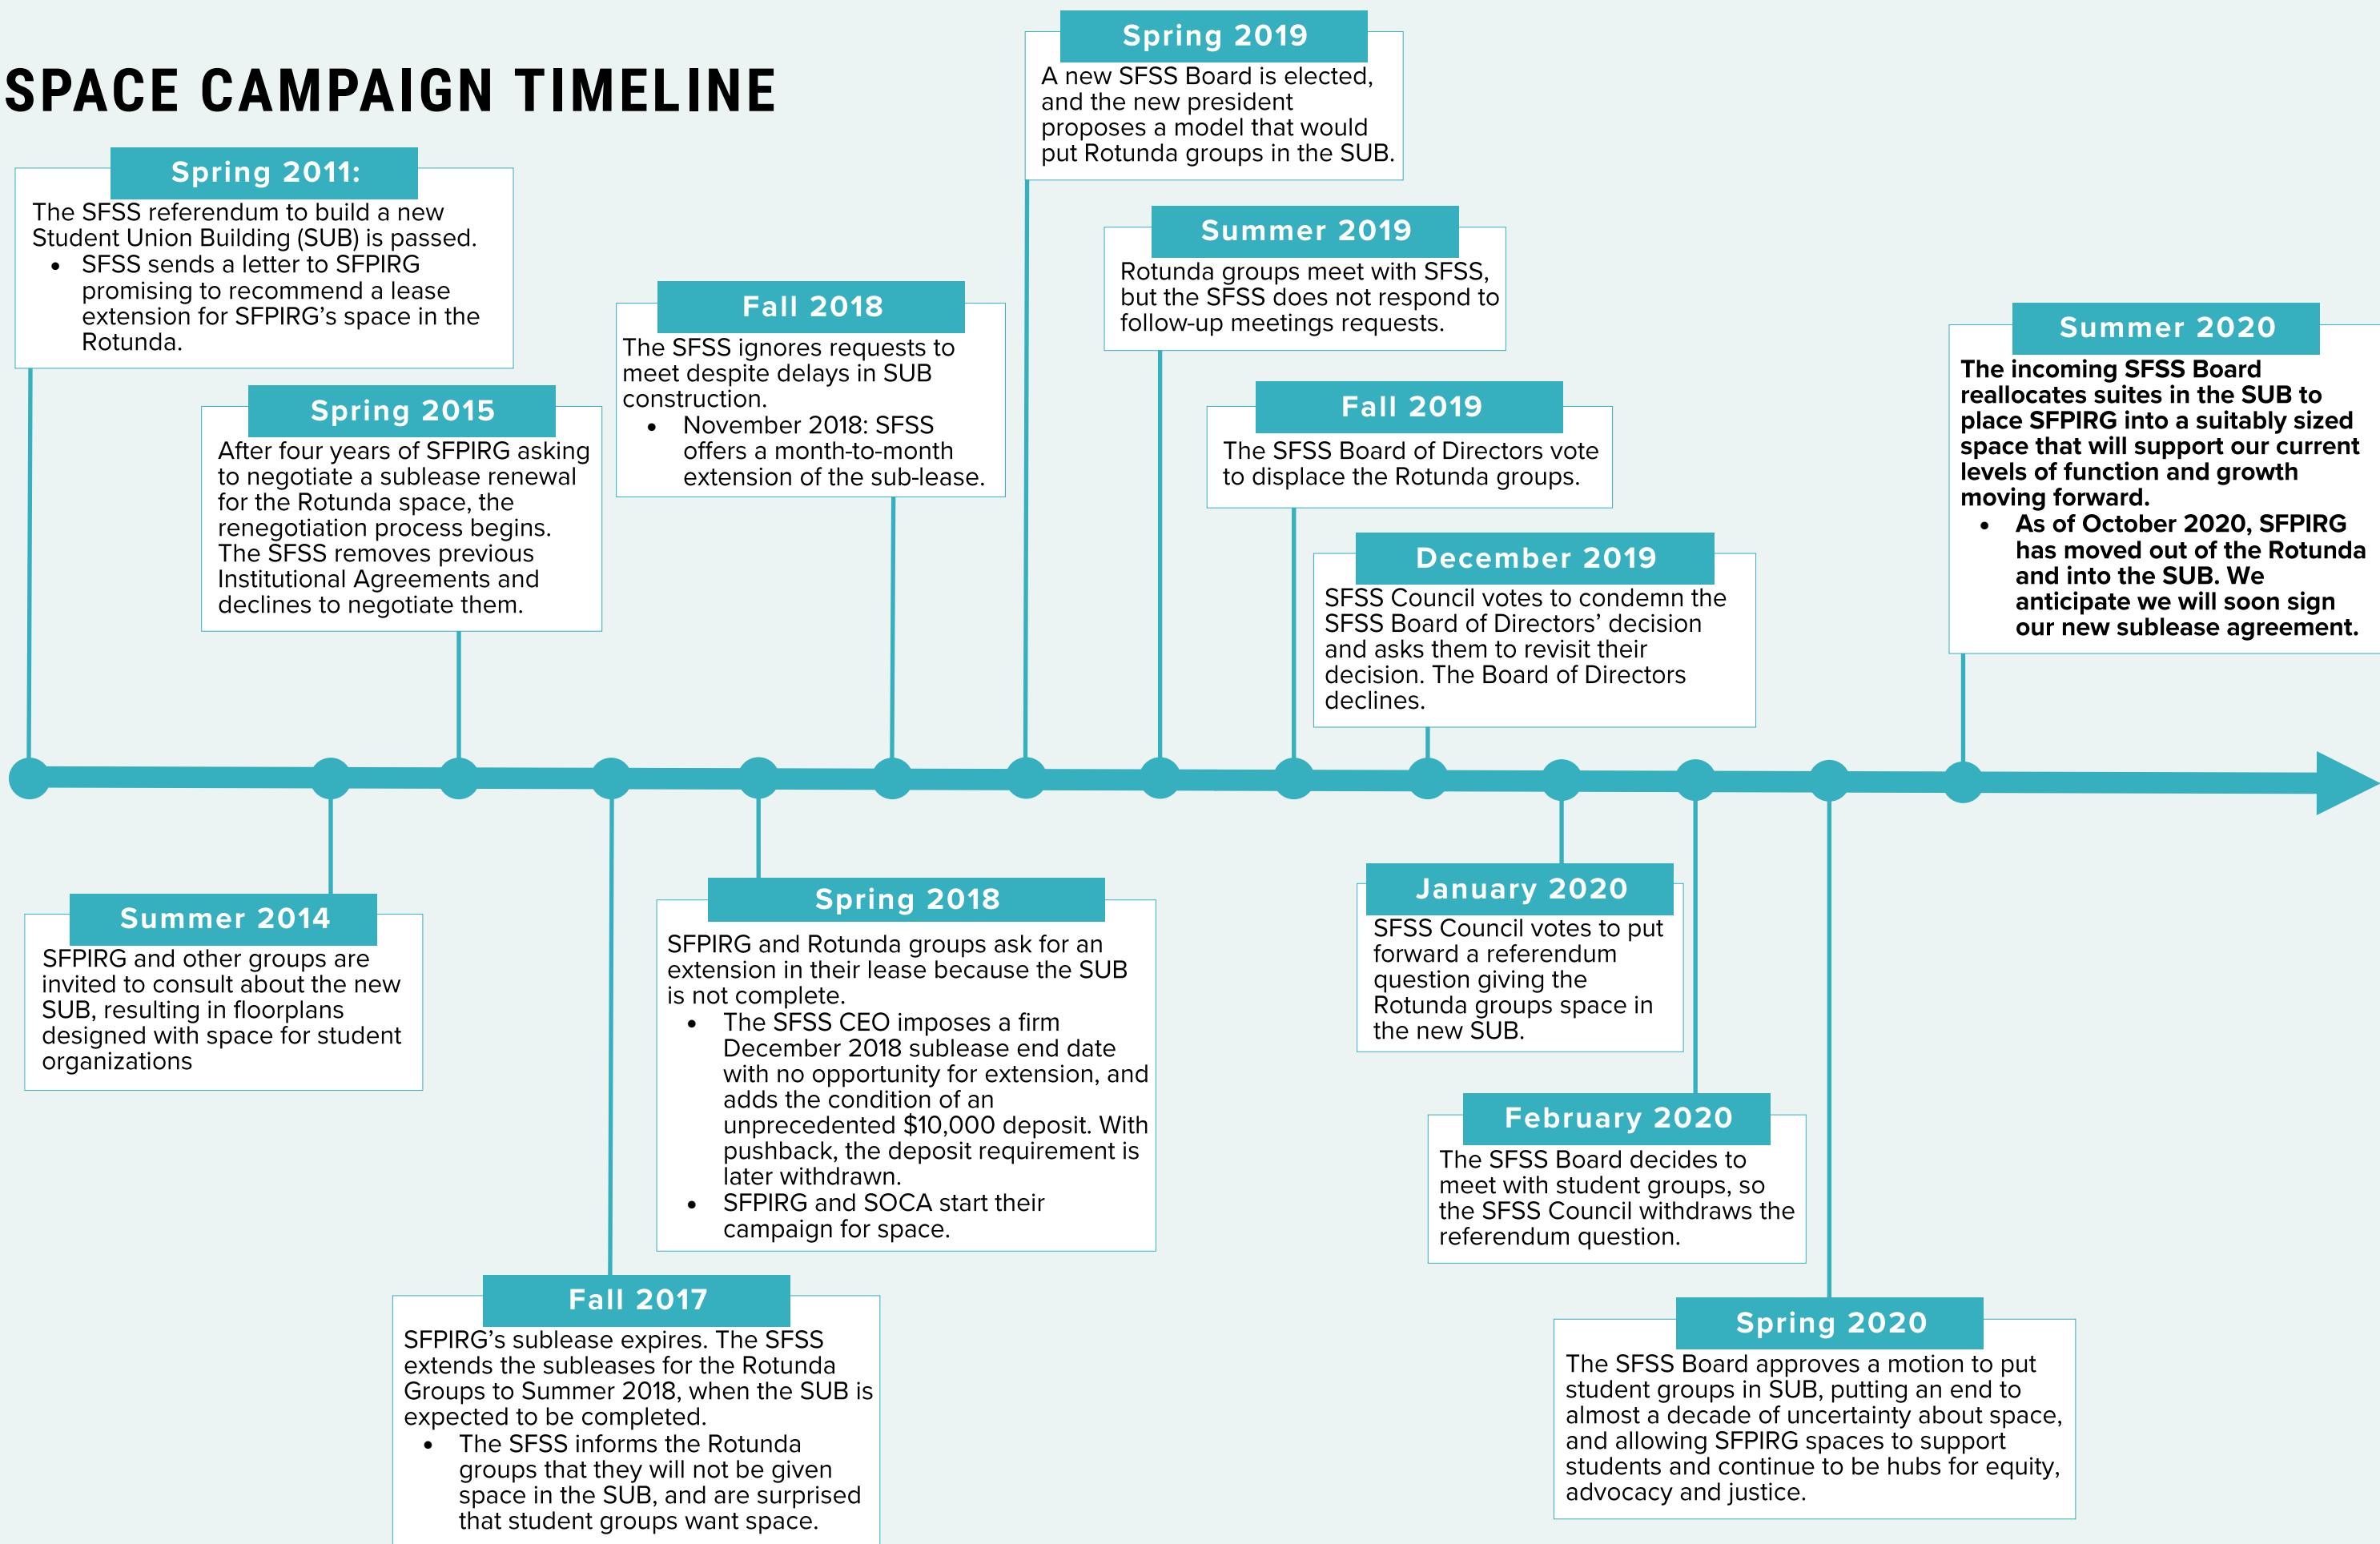 SPACE CAMPAIGN TIMELINE
Spring 2011:
The SFSS referendum to build a new
Student Union Building (SUB) is passed.
• SFSS sends a letter to SFPIRG
promising to recommend a lease
extension for SFPIRG’s space in the
Rotunda.
Summer 2014
SFPIRG and other groups are
invited to consult about the new
SUB, resulting in floorplans
designed with space for student
organizations
Spring 2015
After four years of SFPIRG asking
to negotiate a sublease renewal
for the Rotunda space, the
renegotiation process begins.
The SFSS removes previous
Institutional Agreements and
declines to negotiate them.
Fall 2017
SFPIRG’s sublease expires. The SFSS
extends the subleases for the Rotunda
Groups to Summer 2018, when the SUB is
expected to be completed.
• The SFSS informs the Rotunda
groups that they will not be given
space in the SUB, and are surprised
that student groups want space.
Spring 2018
SFPIRG and Rotunda groups ask for an
extension in their lease because the SUB
is not complete.
• The SFSS CEO imposes a firm
December 2018 sublease end date
with no opportunity for extension, and
adds the condition of an
unprecedented $10,000 deposit. With
pushback, the deposit requirement is
later withdrawn.
• SFPIRG and SOCA start their
campaign for space.
Fall 2018
The SFSS ignores requests to
meet despite delays in SUB
construction.
• November 2018: SFSS
offers a month-to-month
extension of the sub-lease.
Spring 2019
A new SFSS Board is elected,
and the new president
proposes a model that would
put Rotunda groups in the SUB.
Summer 2019
Rotunda groups meet with SFSS,
but the SFSS does not respond to
follow-up meetings requests.
Fall 2019
The SFSS Board of Directors vote
to displace the Rotunda groups.
December 2019
SFSS Council votes to condemn the
SFSS Board of Directors’ decision
and asks them to revisit their
decision. The Board of Directors
declines.
January 2020
SFSS Council votes to put
forward a referendum
question giving the
Rotunda groups space in
the new SUB.
February 2020
The SFSS Board decides to
meet with student groups, so
the SFSS Council withdraws the
referendum question.
Spring 2020
The SFSS Board approves a motion to put
student groups in SUB, putting an end to
almost a decade of uncertainty about space,
and allowing SFPIRG spaces to support
students and continue to be hubs for equity,
advocacy and justice.
Summer 2020
The incoming SFSS Board
reallocates suites in the SUB to
place SFPIRG into a suitably sized
space that will support our current
levels of function and growth
moving forward.
• As of October 2020, SFPIRG
has moved out of the Rotunda
and into the SUB. We
anticipate we will soon sign
our new sublease agreement.